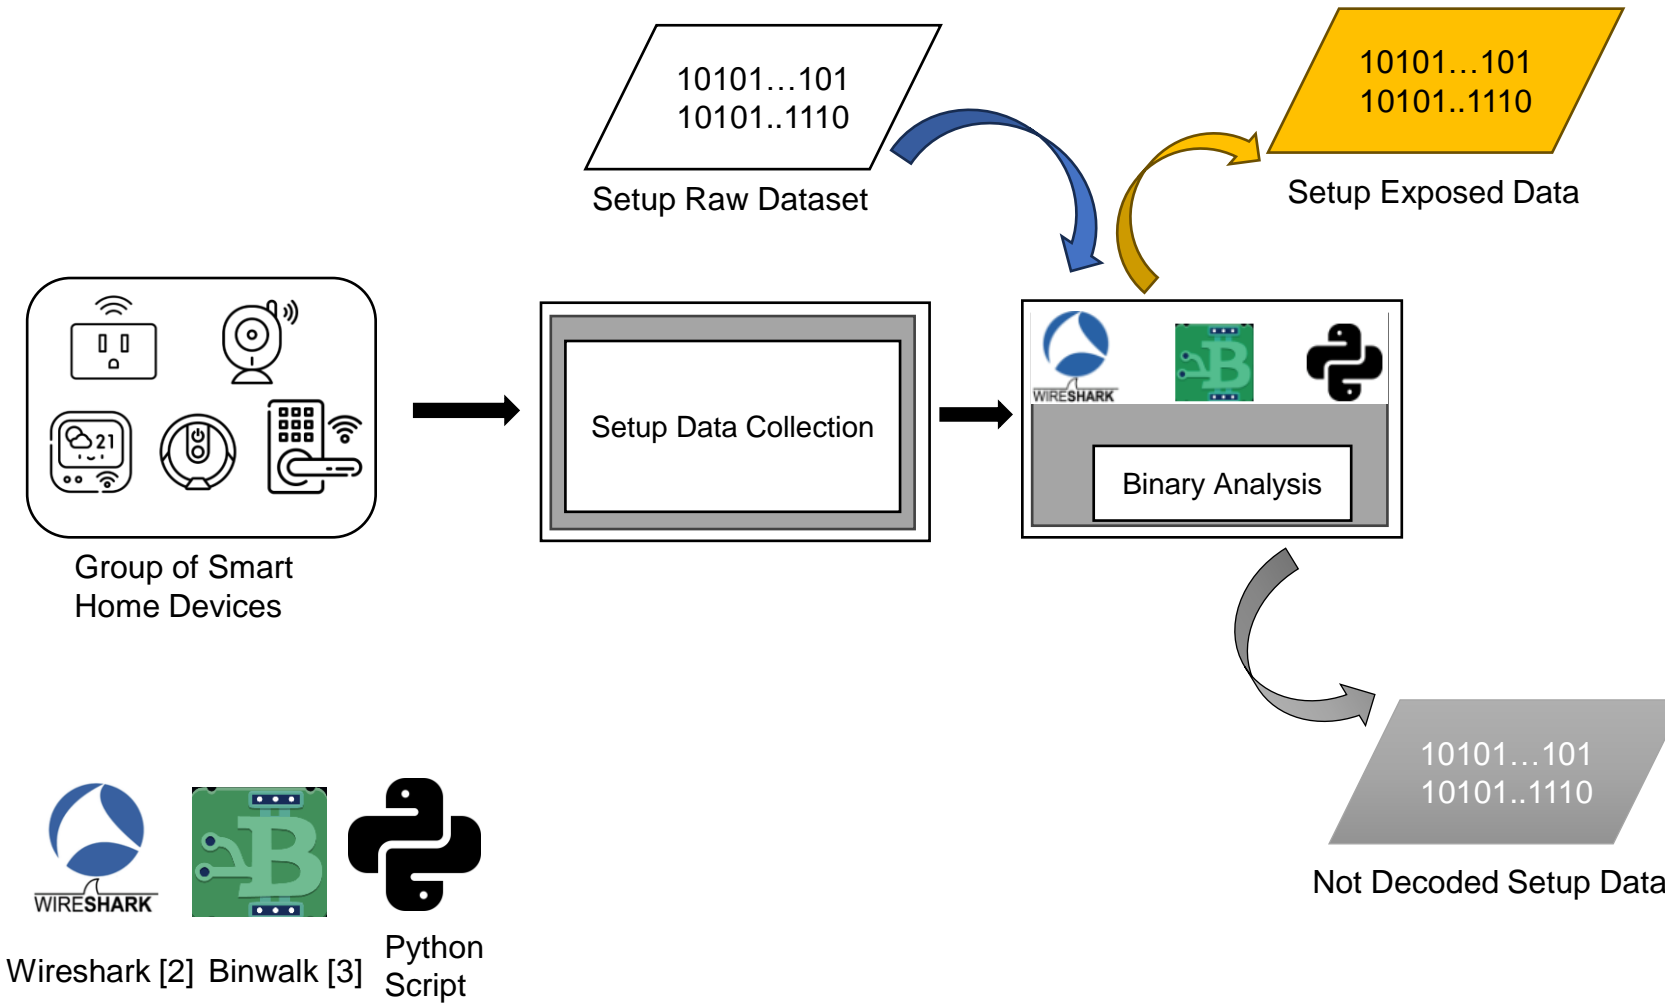 10101…101
10101..1110
Setup Raw Dataset
10101…101
10101..1110
Setup Exposed Data
21
Group of Smart
Home Devices
Setup Data Collection
WIRESHARK
B
Binary Analysis
10101…101
10101..1110
Not Decoded Setup Data
WIRESHARK
B
Wireshark [2]
Binwalk [3]
Python
Script